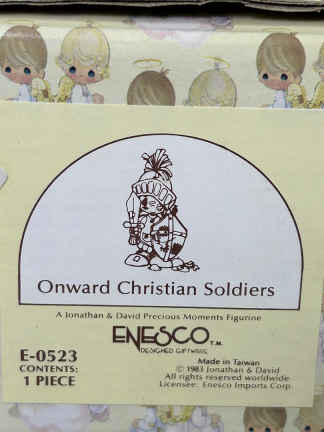 Onward Christian Soldiers
A Jonathan & David Precious Moments Figurine
ENESCO T.M.
DESIGNED GIFTWARE
E-0523
CONTENTS:
1 PIECE
Made in Taiwan
© 1983 Jonathan & David
All rights reserved worldwide
Licensee: Enesco Imports Corp.